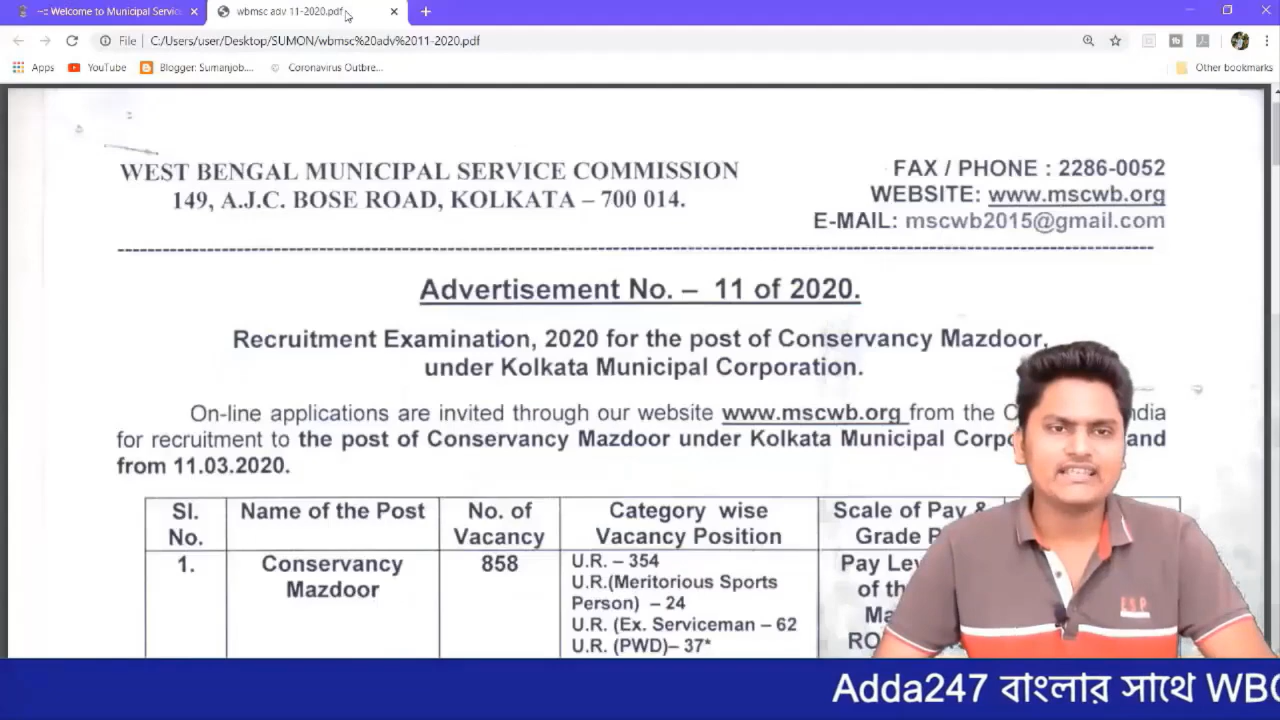 -:: Welcome to Municipal Servic
wbmsc adv 11-2020.pdf
File | C:/Users/user/Desktop/SUMON/wbmsc%20adv%2011-2020.pdf
Apps YouTube Blogger: Sumanjob.... Coronavirus Outbre... Other bookmarks
WEST BENGAL MUNICIPAL SERVICE COMMISSION
149, A.J.C. BOSE ROAD, KOLKATA – 700 014.
FAX / PHONE : 2286-0052
WEBSITE: www.mscwb.org
E-MAIL: mscwb2015@gmail.com
Advertisement No. – 11 of 2020.
Recruitment Examination, 2020 for the post of Conservancy Mazdoor,
under Kolkata Municipal Corporation.
On-line applications are invited through our website www.mscwb.org from the
for recruitment to the post of Conservancy Mazdoor under Kolkata Municipal and
from 11.03.2020.
Sl. No.
Name of the Post
No. of Vacancy
Category wise Vacancy Position
Scale of Pay &
Grade
1.
Conservancy Mazdoor
858
U.R. – 354
U.R.(Meritorious Sports
Person) – 24
U.R. (Ex. Serviceman – 62
U.R. (PWD)– 37*
Pay
of
Adda247 বাংলার সাথে